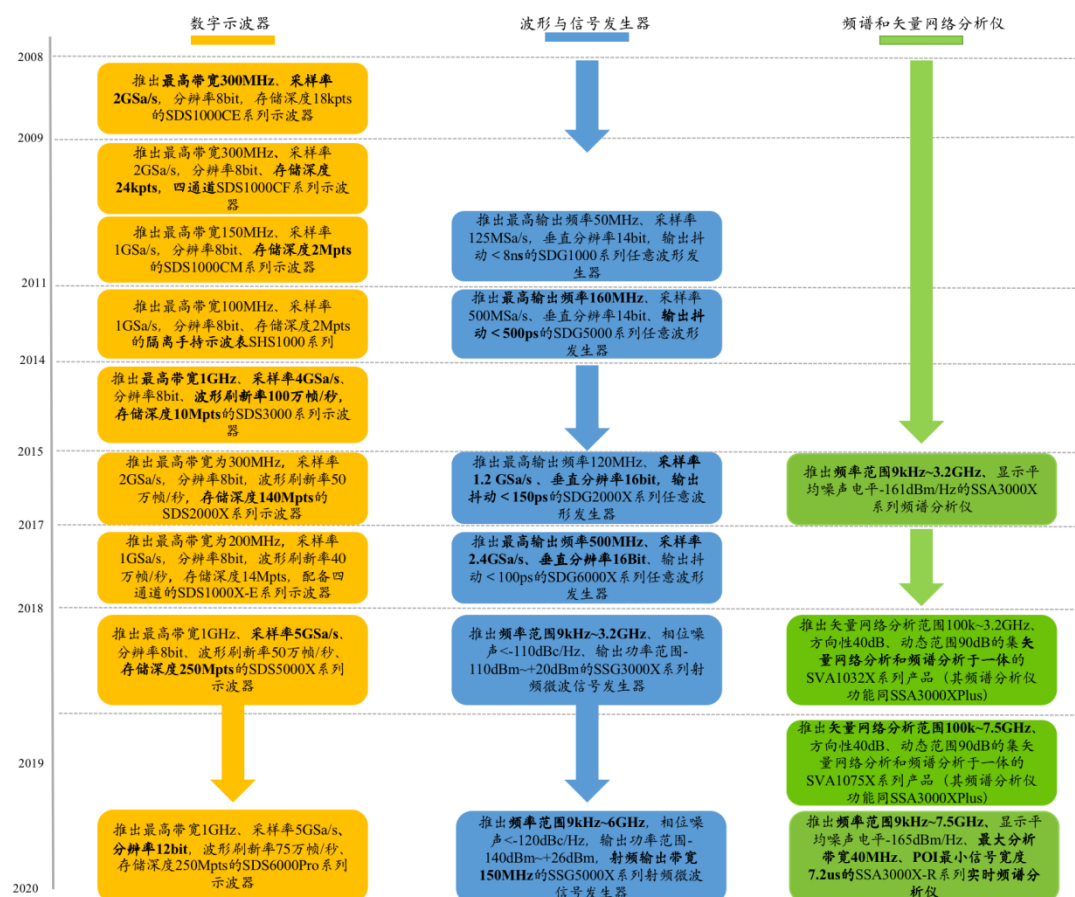 数字示波器
波形与信号发生器
频谱和矢量网络分析仪
2008
推出最高带宽300MHz、采样率
2GSa/s，分辨率8bit，存储深度18kpts
的SDS1000CE系列示波器
2009
推出最高带宽300MHz、采样率
2GSa/s，分辨率8bit、存储深度
24kpts，四通道SDS1000CF系列示波
器
推出最高带宽150MHz、采样率
1GSa/s，分辨率8bit、存储深度2Mpts
的SDS1000CM系列示波器
推出最高输出频率50MHz、采样率
125MSa/s，垂直分辨率14bit，输出抖
动＜8ns的SDG1000系列任意波形发
生器
2011
推出最高带宽100MHz、采样率
1GSa/s，分辨率8bit、存储深度2Mpts
的隔离手持示波表SHS1000系列
推出最高输出频率160MHz、采样率
500MSa/s、垂直分辨率14bit、输出抖
动＜500ps的SDG5000系列任意波形
发生器
2014
推出最高带宽1GHz、采样率4GSa/s、
分辨率8bit、波形刷新率100万帧/秒，
存储深度10Mpts的SDS3000系列示波
器
2015
推出最高带宽为300MHz，采样率
2GSa/s，分辨率8bit，波形刷新率50
万帧/秒，存储深度140Mpts的
SDS2000X系列示波器
推出最高输出频率120MHz、采样率
1.2 GSa/s 、垂直分辨率16bit，输出
抖动＜150ps的SDG2000X系列任意波
形发生器
推出频率范围9kHz~3.2GHz、显示平
均噪声电平-161dBm/Hz的SSA3000X
系列频谱分析仪
2017
推出最高带宽为200MHz，采样率
1GSa/s，分辨率8bit，波形刷新率40
万帧/秒，存储深度14Mpts，配备四
通道的SDS1000X-E系列示波器
推出最高输出频率500MHz、采样率
2.4GSa/s、垂直分辨率16Bit、输出抖
动＜100ps的SDG6000X系列任意波形
发生器
2018
推出最高带宽1GHz、采样率5GSa/s、
分辨率8bit、波形刷新率50万帧/秒、
存储深度250Mpts的SDS5000X系列
示波器
推出频率范围9kHz~3.2GHz、相位噪
声<-110dBc/Hz、输出功率范围-
110dBm~+20dBm的SSG3000X系列射
频微波信号发生器
推出矢量网络分析范围100k~3.2GHz、
方向性40dB、动态范围90dB的集矢
量网络分析和频谱分析于一体的
SVA1032X系列产品（其频谱分析仪
功能同SSA3000XPlus）
2019
推出矢量网络分析范围100k~7.5GHz、
方向性40dB、动态范围90dB的集矢
量网络分析和频谱分析于一体的
SVA1075X系列产品（其频谱分析仪
功能同SSA3000XPlus）
推出最高带宽1GHz、采样率5GSa/s、
分辨率12bit，波形刷新率75万帧/秒、
存储深度250Mpts的SDS6000Pro系列
示波器
推出频率范围9kHz~6GHz，相位噪
声<-120dBc/Hz，输出功率范围-
140dBm~+26dBm，射频输出带宽
150MHz的SSG5000X系列射频微波
信号发生器
推出频率范围9kHz~7.5GHz、显示平
均噪声电平-165dBm/Hz、最大分析
带宽40MHz、POI最小信号宽度
7.2us的SSA3000X-R系列实时频谱分
析仪
2020